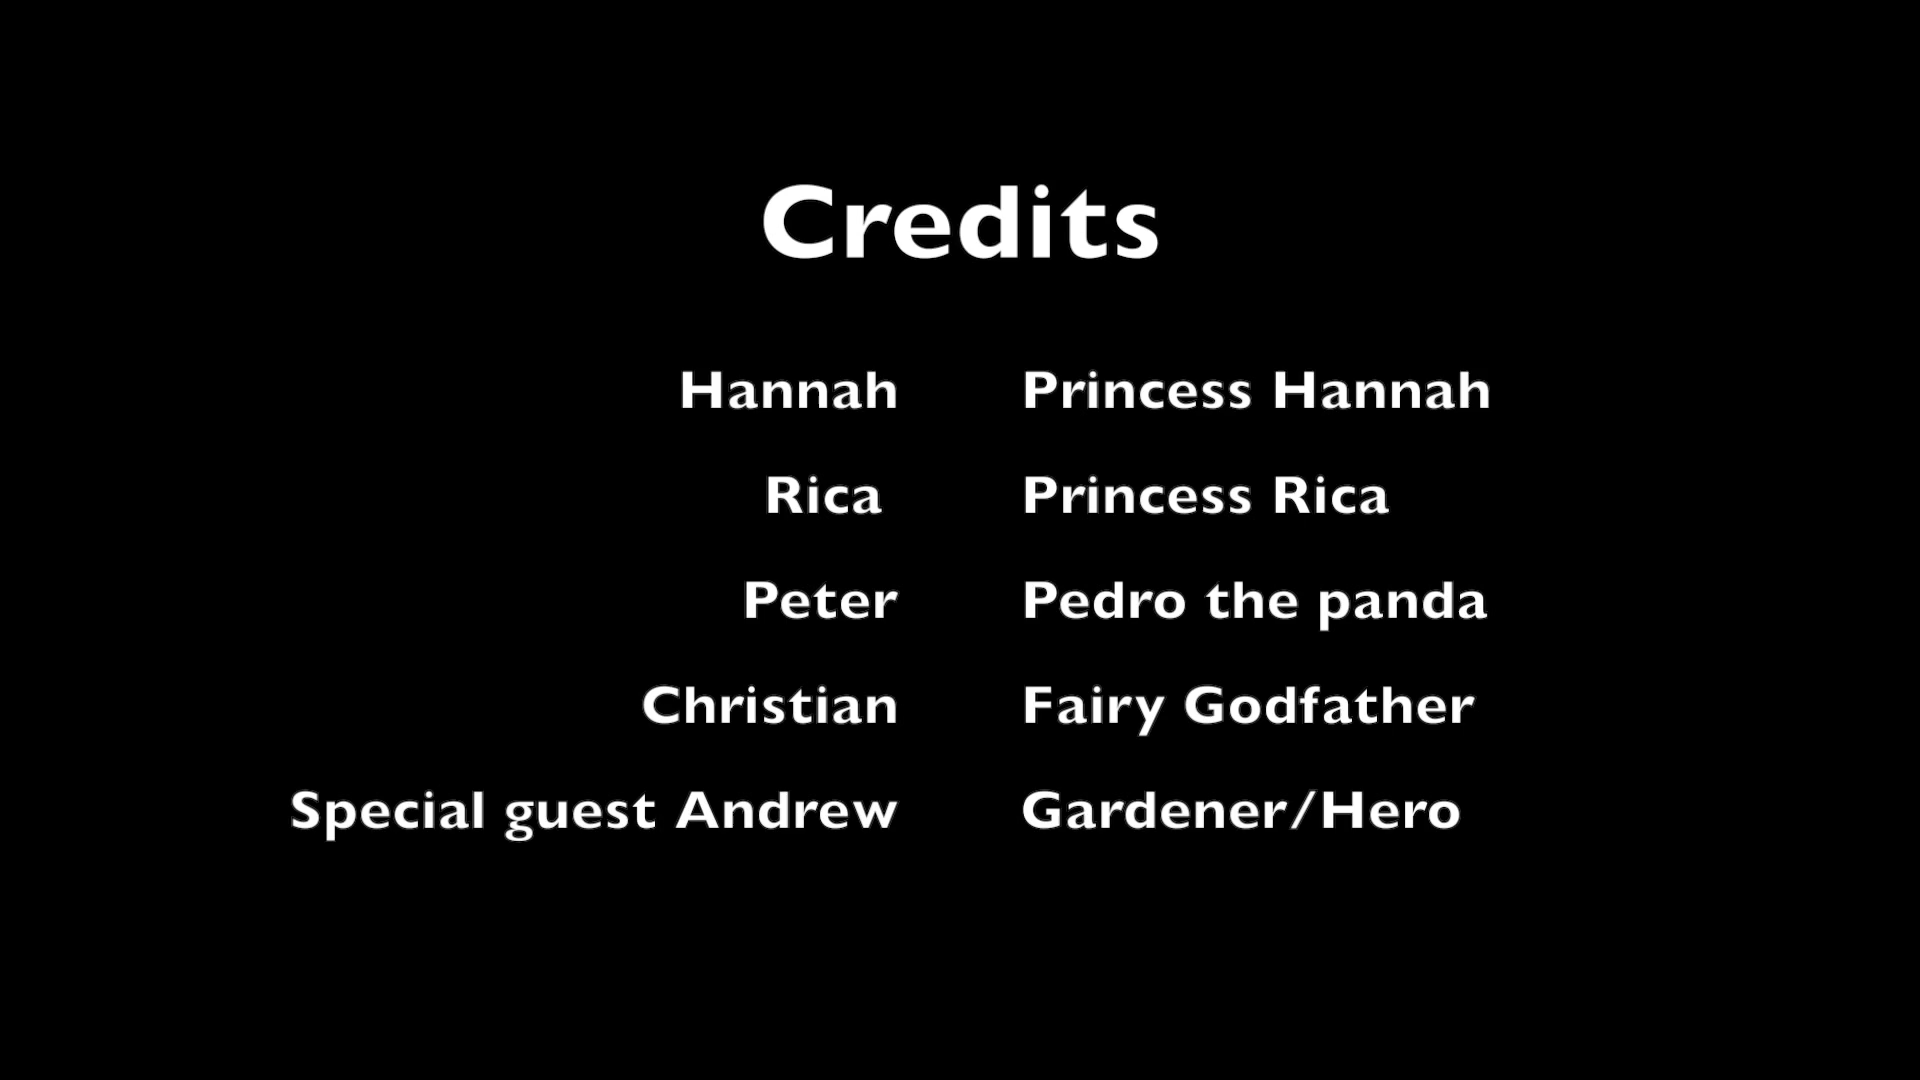 Credits
Hannah Princess Hannah
Rica Princess Rica
Peter Pedro the panda
Christian Fairy Godfather
Special guest Andrew Gardener/Hero